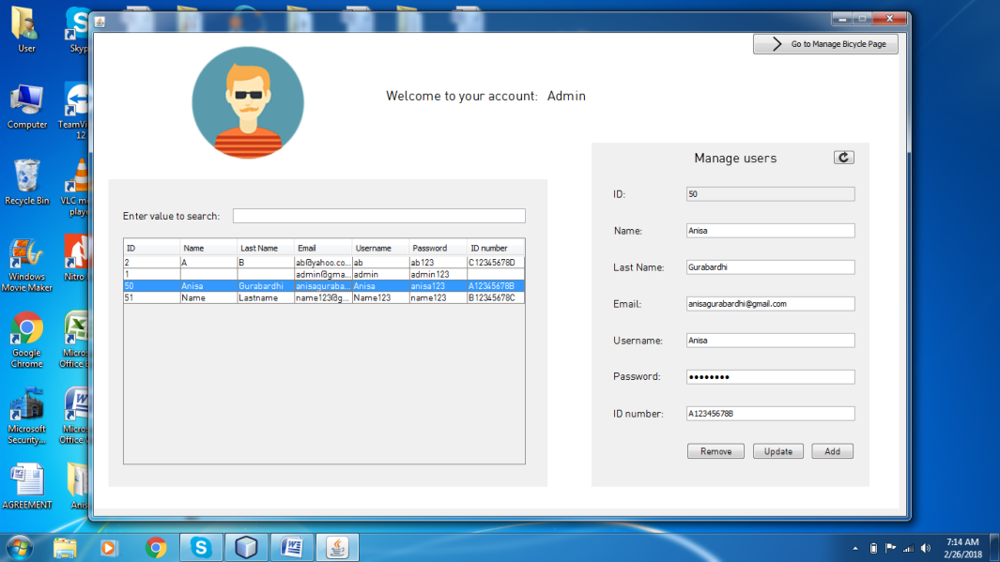 Go to Manage Bicycle Page
Welcome to your account: Admin
Enter value to search:
ID Name Last Name Email Username Password ID number
2 A B ab@yahoo.co... ab ab123 C12345678D
1 admin@gma... admin admin123
50 Anisa Gurabardhi anisaguraba... Anisa anisa123 A12345678B
51 Name Lastname name123@g... Name123 name123 B12345678C
Manage users
ID: 50
Name: Anisa
Last Name: Gurabardhi
Email: anisagurabardhi@gmail.com
Username: Anisa
Password: ●●●●●●●●
ID number: A12345678B
Remove Update Add
User
Skyp
Computer
TeamVi
12
Recycle Bin
VLC m
playe
Windows
Movie Maker
Nitro
Google
Chrome
Micros
Office E
Microsoft
Security...
Micros
Office W
AGREEMENT
Anis
7:14 AM
2/26/2018